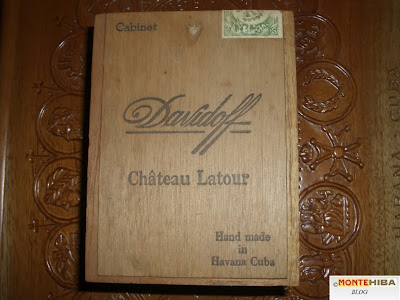 Cabinet
Davidoff
Château Latour
Hand made
in
Havana Cuba
©MONTEHIBA
BLOG